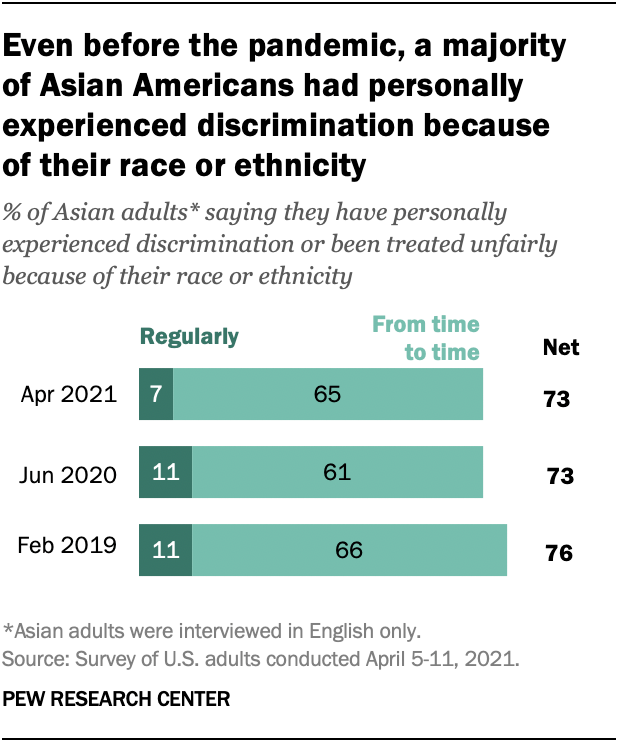 Even before the pandemic, a majority
of Asian Americans had personally
experienced discrimination because
of their race or ethnicity
% of Asian adults* saying they have personally
experienced discrimination or been treated unfairly
because of their race or ethnicity
Regularly
From time
to time
Net
Apr 2021 7 65 73
Jun 2020 11 61 73
Feb 2019 11 66 76
*Asian adults were interviewed in English only.
Source: Survey of U.S. adults conducted April 5-11, 2021.
PEW RESEARCH CENTER